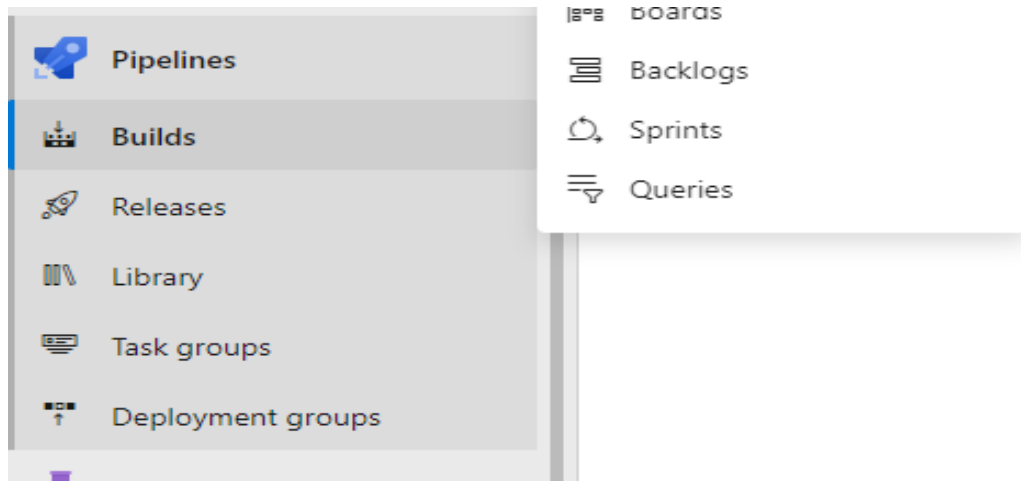 Pipelines
Builds
Releases
Library
Task groups
Deployment groups
Boards
Backlogs
Sprints
Queries